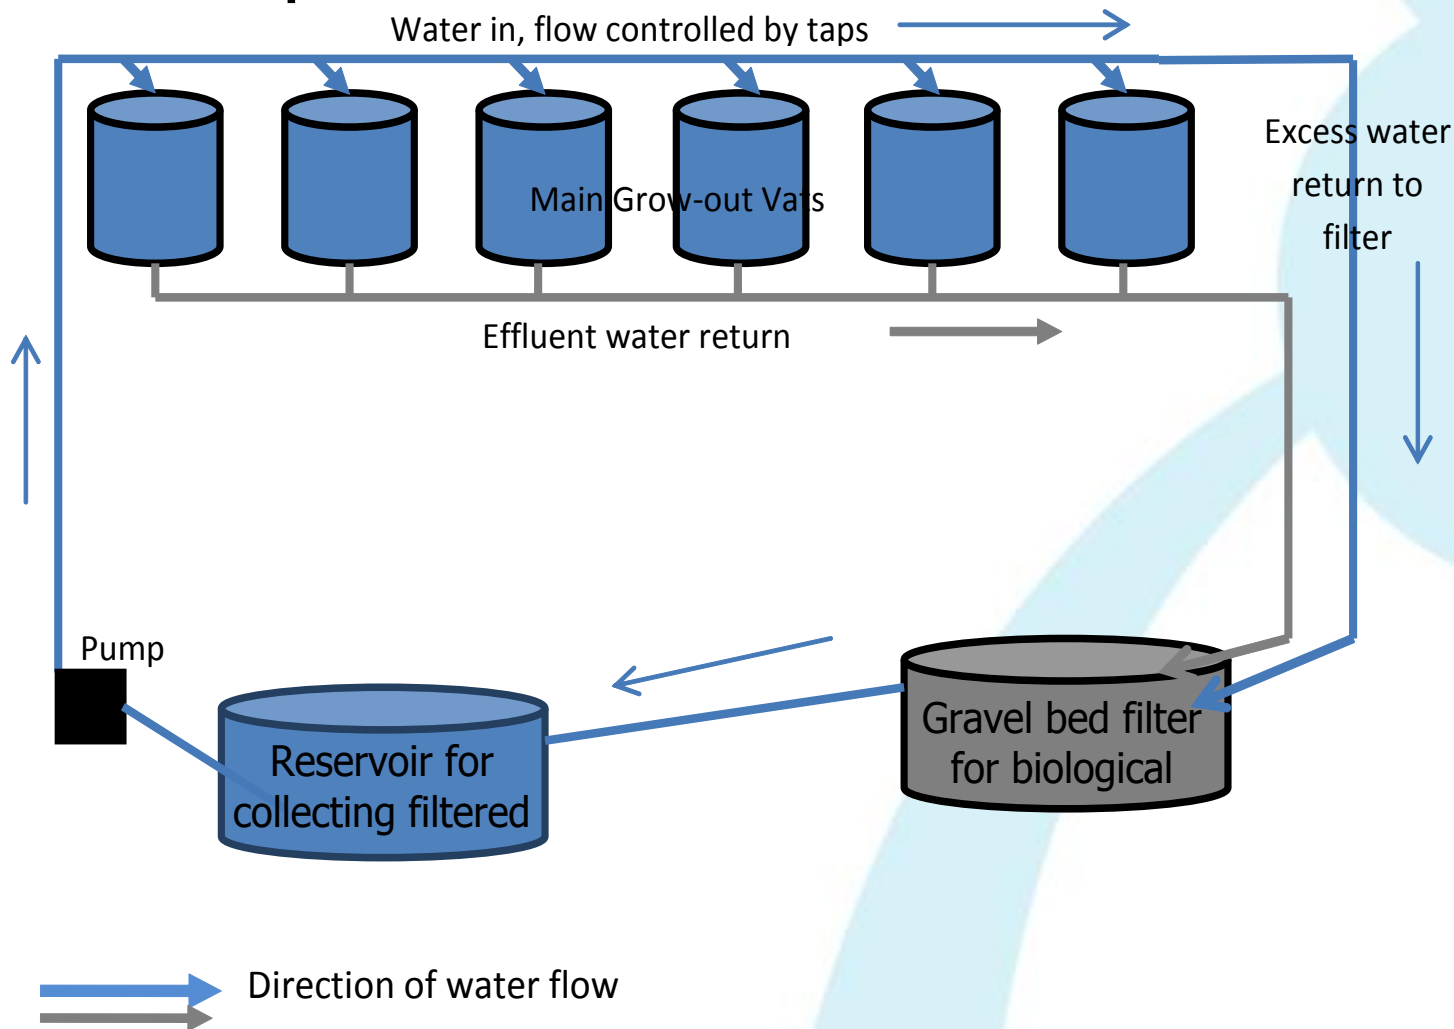 Water in, flow controlled by taps
Excess water
return to
filter
Main Grow-out Vats
Effluent water return
Pump
Gravel bed filter
for biological
Reservoir for
collecting filtered
Direction of water flow